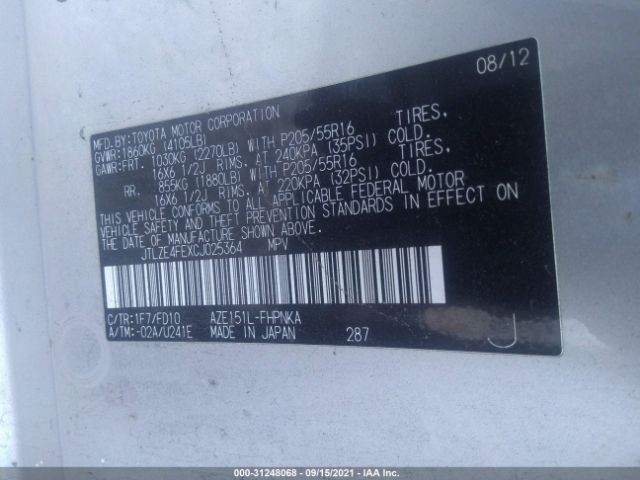 08/12
MFD.BY:TOYOTA MOTOR CORPORATION
GVWR:1860KG (4105LB)
GAWR:FRT. 1030KG (2270LB) WITH P205/55R16 TIRES.
16X6 1/2J RIMS. AT 240KPA (35PSI) COLD.
RR. 855KG (1880LB) WITH P205/55R16 TIRES.
16X6 1/2J RIMS. AT 220KPA (32PSI) COLD.
THIS VEHICLE CONFORMS TO ALL APPLICABLE FEDERAL MOTOR
VEHICLE SAFETY AND THEFT PREVENTION STANDARDS IN EFFECT ON
THE DATE OF MANUFACTURE SHOWN ABOVE.
JTLZE4FEXCJ025364 MPV
C/TR:1F7/FD10 AZE151L-FHPNKA
A/TM:-02A/U241E MADE IN JAPAN 287 J
000-31248068 - 09/15/2021 - IAA Inc.